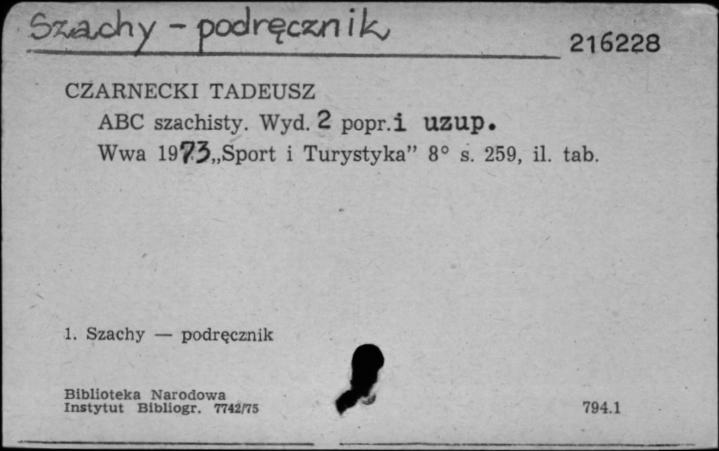 Szachy - podręcznik
216228
CZARNECKI TADEUSZ
ABC szachisty. Wyd. 2 popr. i uzup.
Wwa 1973 „Sport i Turystyka” 8° s. 259, il. tab.
1. Szachy — podręcznik
Biblioteka Narodowa
Instytut Bibliogr. 7742/75
794.1